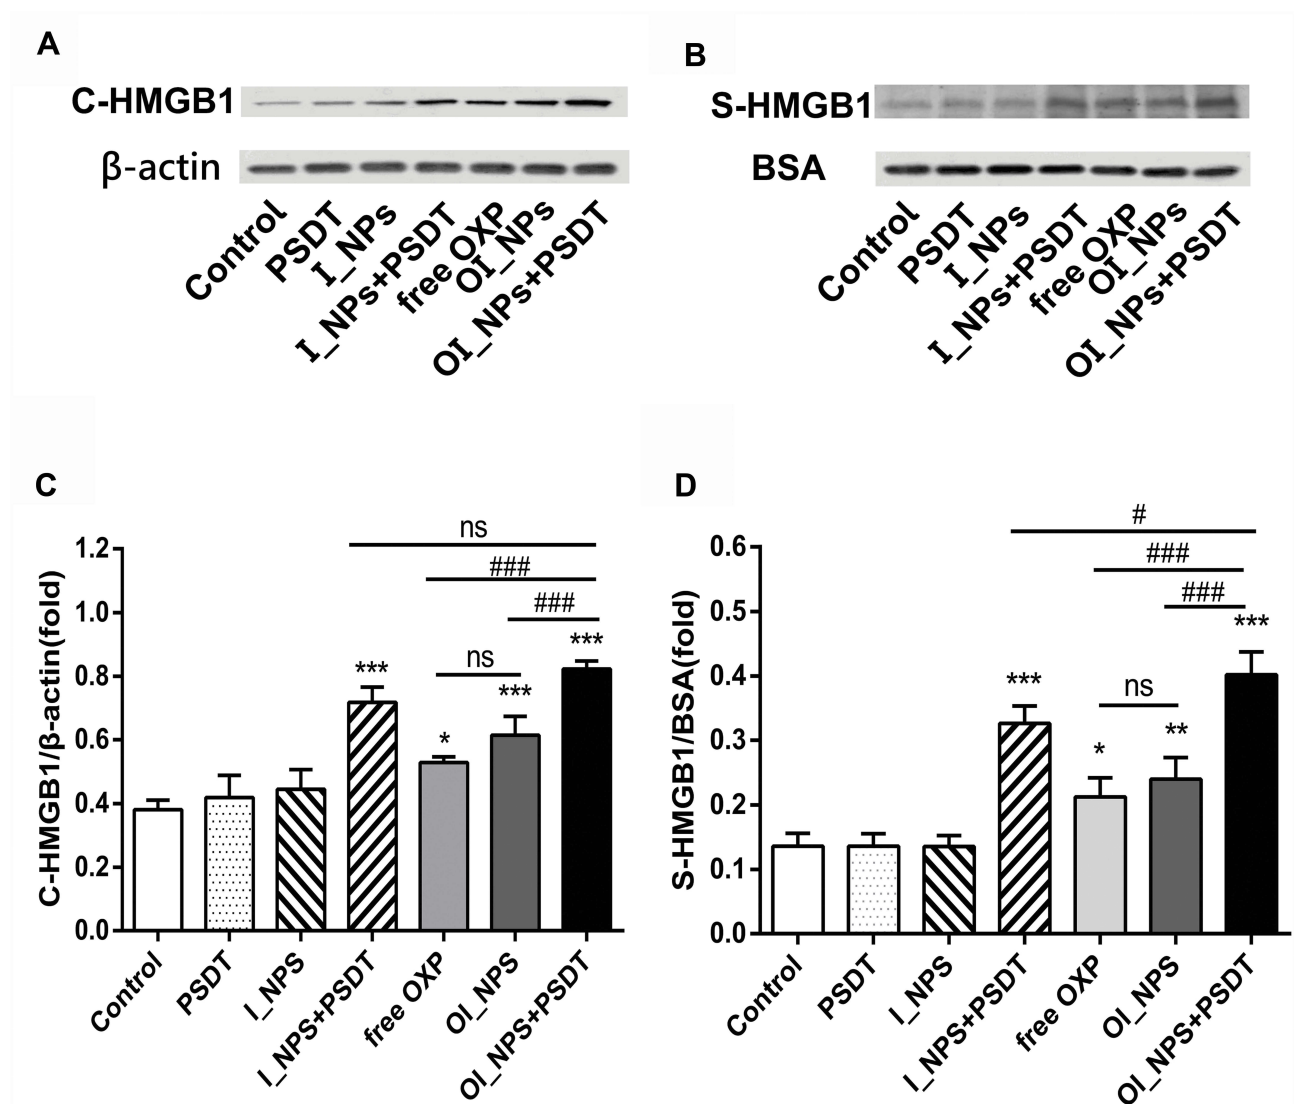 A
C-HMGB1
β-actin
Control
PSDT
I_NPs
I_NPs+PSDT
free OXP
OI_NPs
OI_NPs+PSDT
B
S-HMGB1
BSA
Control
PSDT
I_NPs
I_NPs+PSDT
free OXP
OI_NPs
OI_NPs+PSDT
C
C-HMGB1/β-actin(fold)
1.2
1.0
0.8
0.6
0.4
0.2
0.0
ns
###
###
***
***
ns
***
*
Control
PSDT
I_NPS
I_NPS+PSDT
free OXP
OI_NPS
OI_NPS+PSDT
D
S-HMGB1/BSA(fold)
0.6
0.5
0.4
0.3
0.2
0.1
0.0
#
###
###
***
***
ns
**
*
Control
PSDT
I_NPS
I_NPS+PSDT
free OXP
OI_NPS
OI_NPS+PSDT